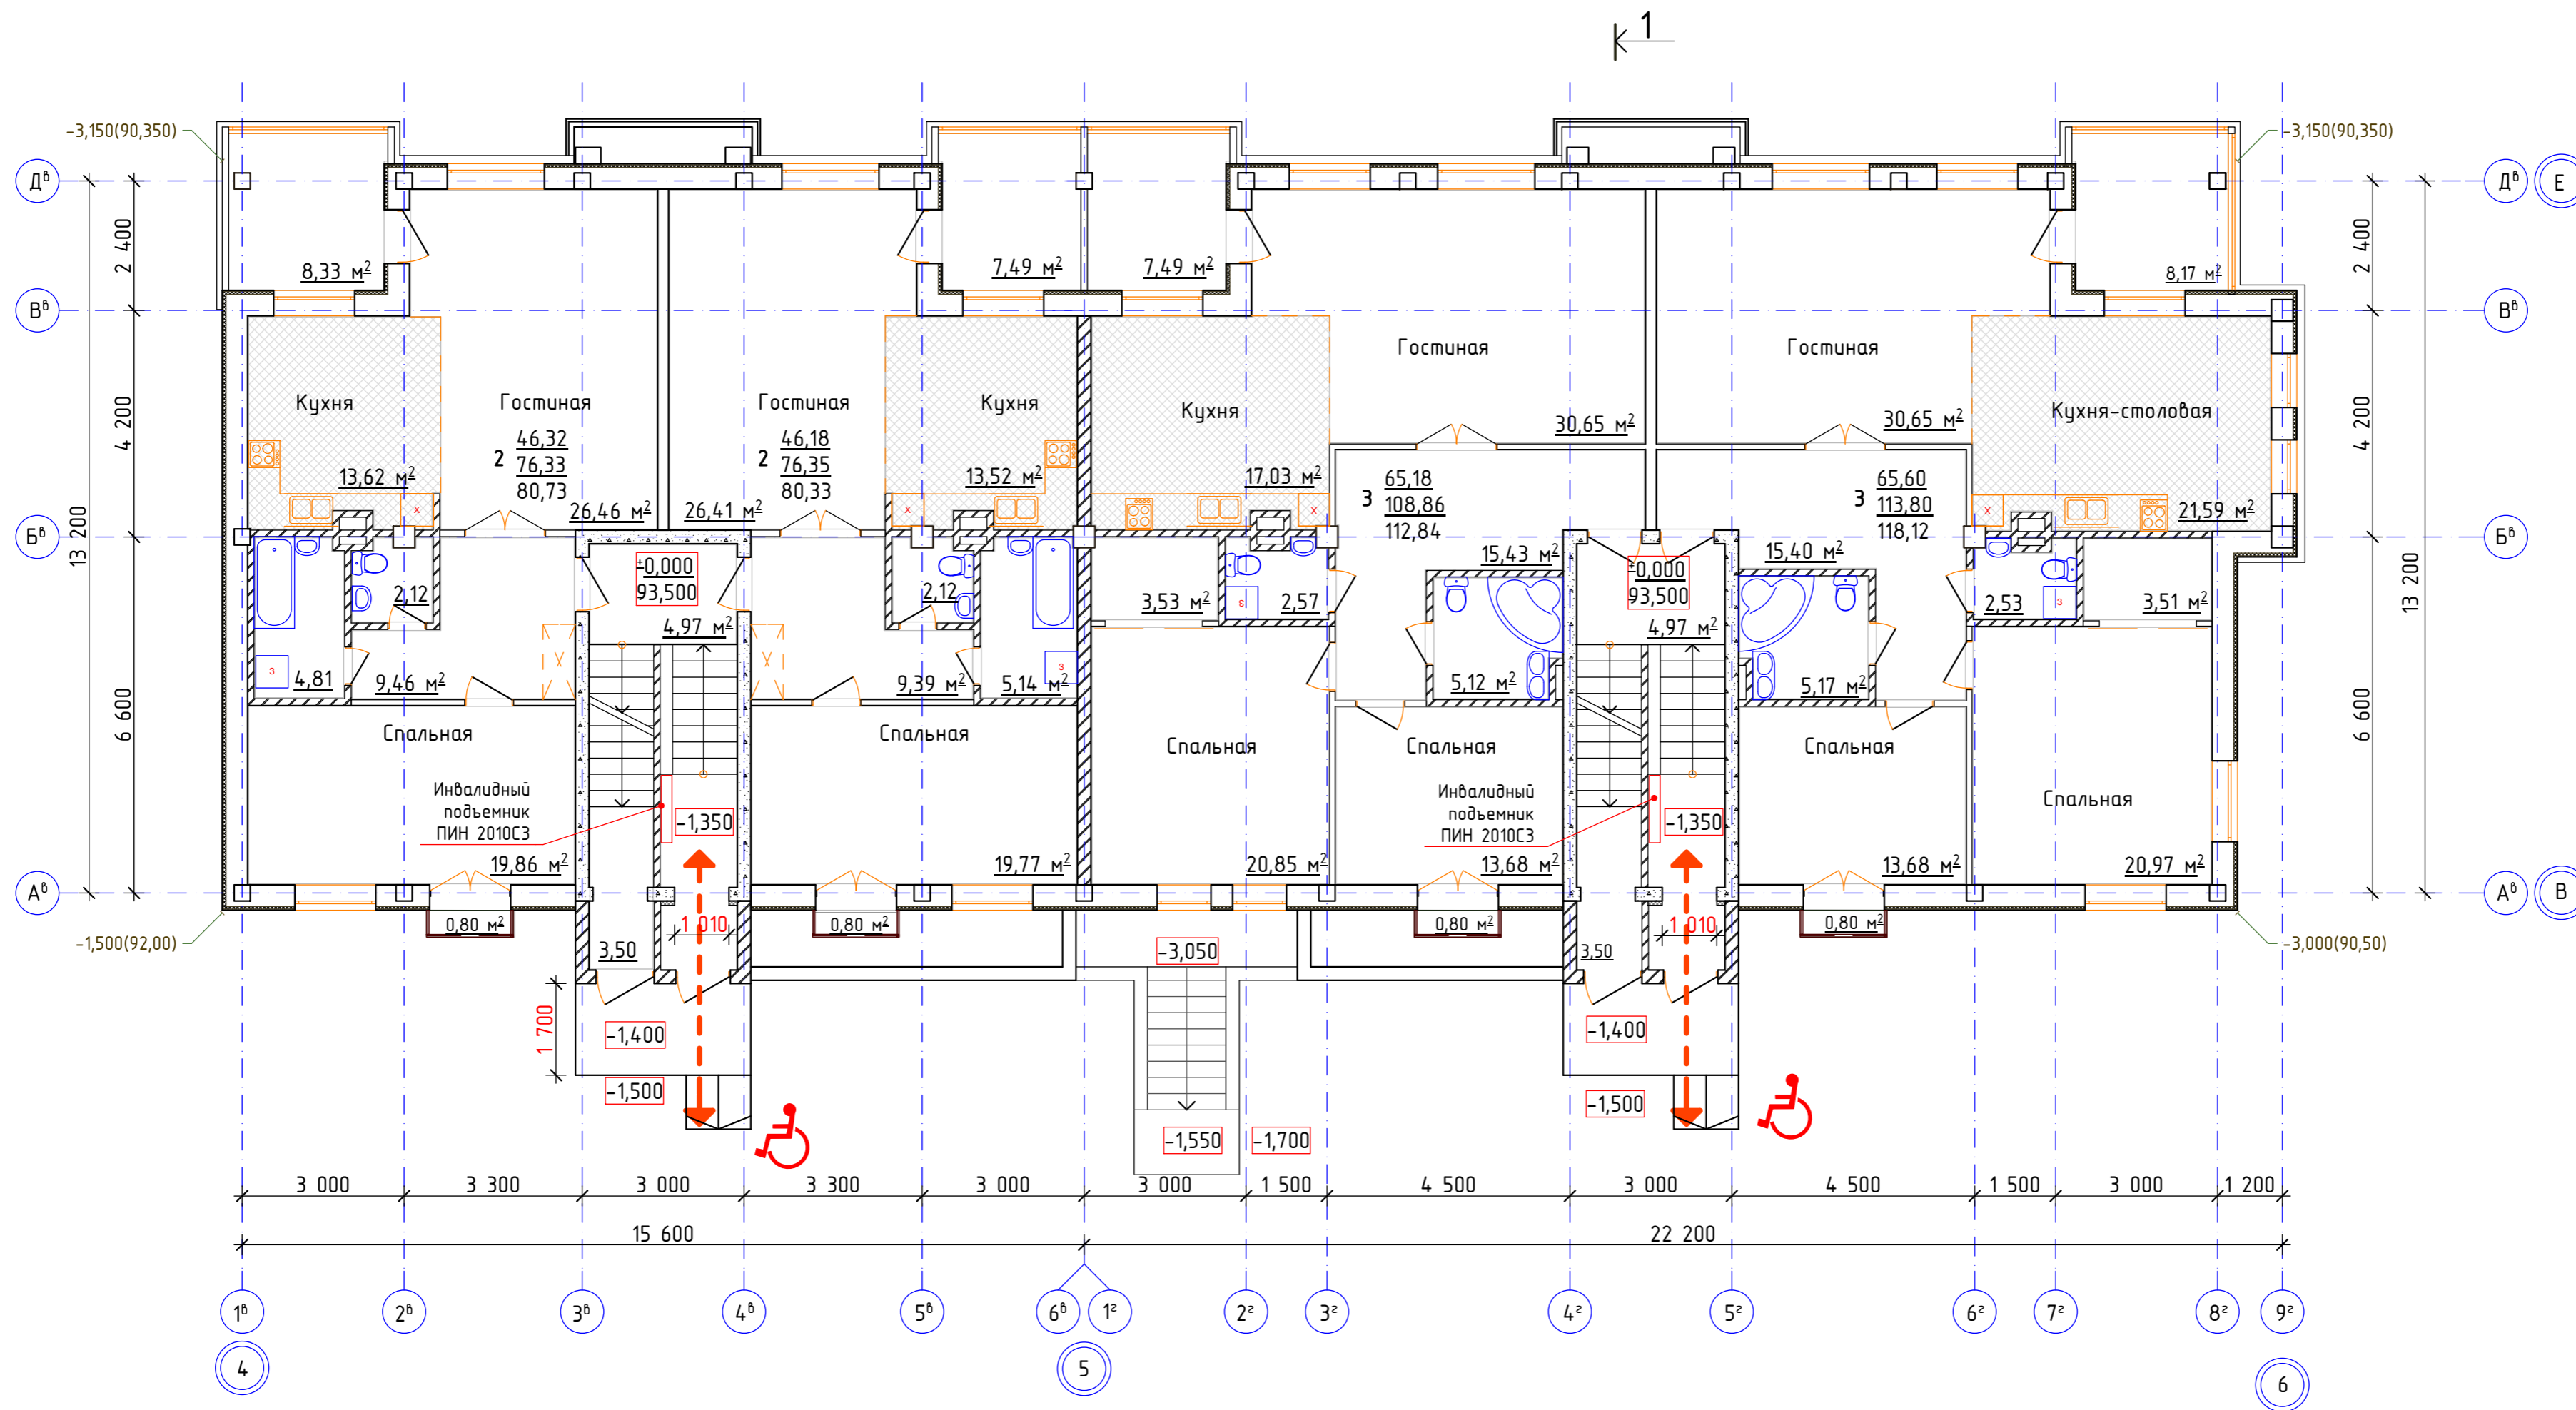 1
-3,150(90,350)
-3,150(90,350)
Дв
Дв
Е
2 400
2 400
8,33 м2
7,49 м2
7,49 м2
8,17 м2
Вв
Вв
Гостиная
Гостиная
Кухня
Гостиная
Гостиная
Кухня
Кухня
Кухня-столовая
4 200
4 200
30,65 м2
30,65 м2
2
46,32
76,33
80,73
2
46,18
76,35
80,33
13,62 м2
13,52 м2
17,03 м2
3
65,18
108,86
112,84
3
65,60
113,80
118,12
26,46 м2
26,41 м2
21,59 м2
х
х
х
х
13 200
13 200
Бв
Бв
15,43 м2
15,40 м2
±0,000
93,500
±0,000
93,500
2,12
2,12
3,53 м2
2,57
2,53
3,51 м2
з
з
4,97 м2
4,97 м2
з
з
4,81
9,46 м2
9,39 м2
5,14 м2
5,12 м2
5,17 м2
6 600
6 600
Спальная
Спальная
Спальная
Спальная
Спальная
Спальная
Инвалидный
подъемник
ПИН 2010С3
Инвалидный
подъемник
ПИН 2010С3
-1,350
-1,350
19,86 м2
19,77 м2
20,85 м2
13,68 м2
13,68 м2
20,97 м2
Ав
Ав
В
0,80 м2
0,80 м2
0,80 м2
0,80 м2
1 010
1 010
-1,500(92,00)
-3,000(90,50)
3,50
-3,050
3,50
1 700
-1,400
-1,400
-1,500
-1,500
-1,550
-1,700
3 000
3 300
3 000
3 300
3 000
3 000
1 500
4 500
3 000
4 500
1 500
3 000
1 200
15 600
22 200
1в
2в
3в
4в
5в
6в
1г
2г
3г
4г
5г
6г
7г
8г
9г
4
5
6